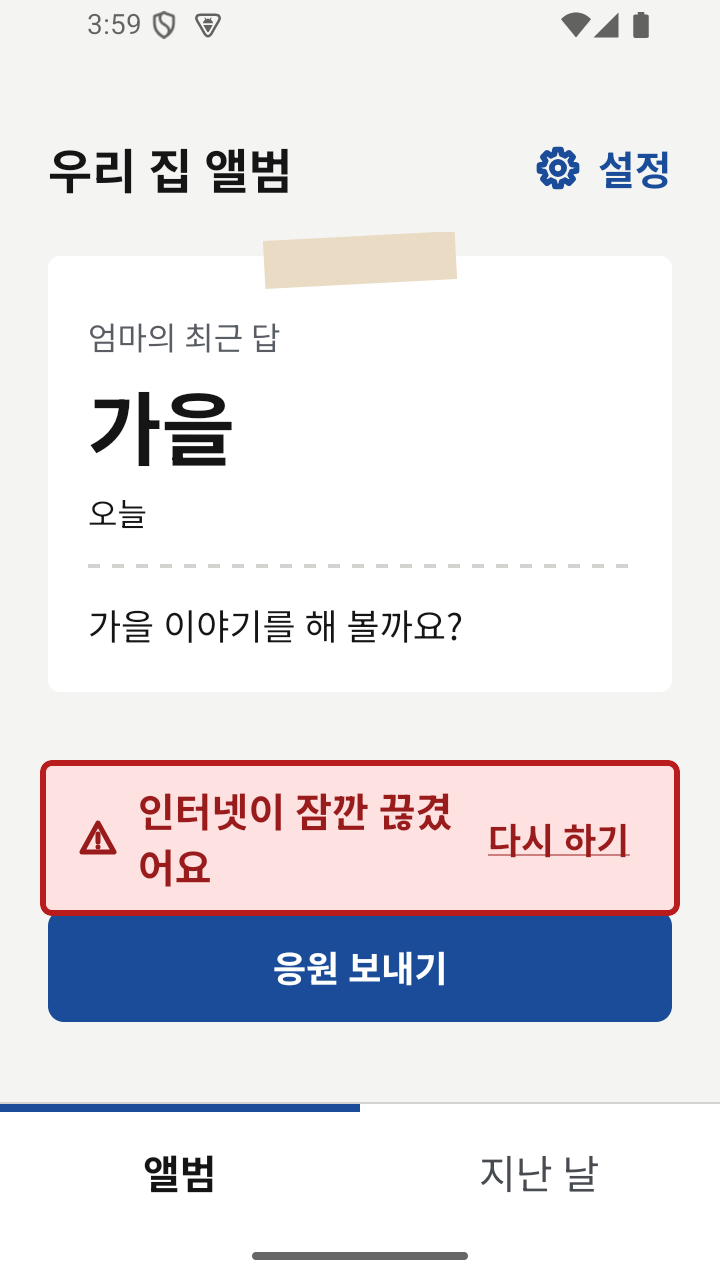 3:59
우리 집 앨범
설정
엄마의 최근 답
가을
오늘
가을 이야기를 해 볼까요?
인터넷이 잠깐 끊겼
어요
다시 하기
응원 보내기
앨범
지난 날